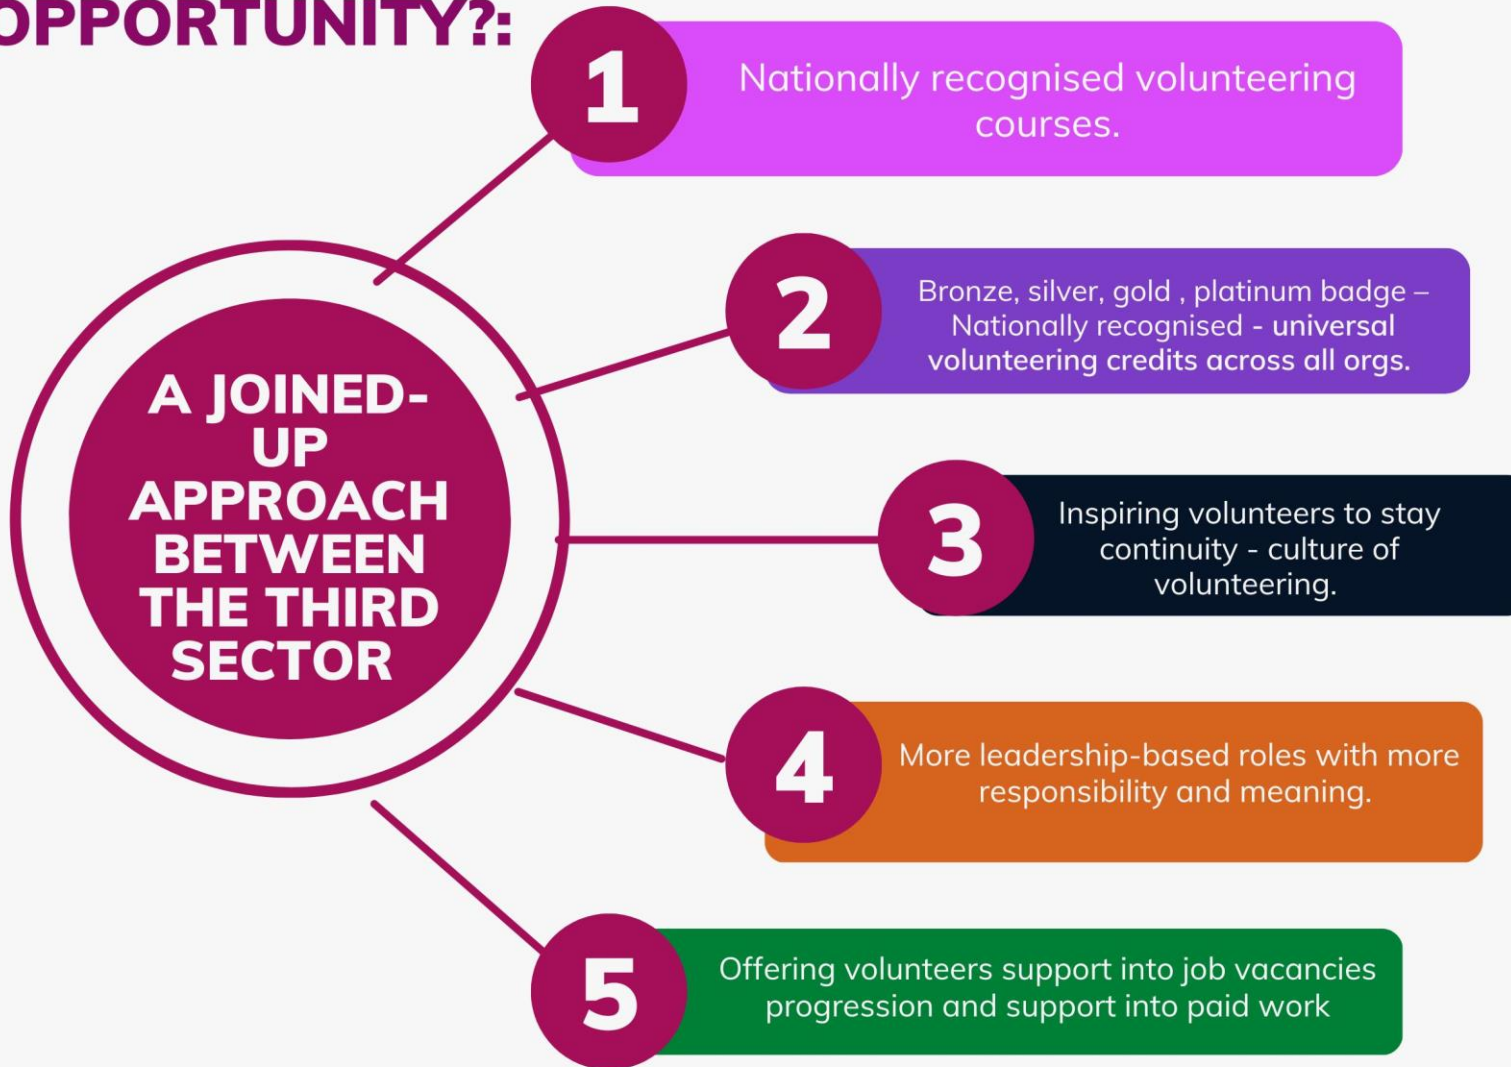 OPPORTUNITY?:
1
Nationally recognised volunteering
courses.
2
Bronze, silver, gold , platinum badge –
Nationally recognised - universal
volunteering credits across all orgs.
A JOINED-
UP
APPROACH
BETWEEN
THE THIRD
SECTOR
3
Inspiring volunteers to stay
continuity - culture of
volunteering.
4
More leadership-based roles with more
responsibility and meaning.
5
Offering volunteers support into job vacancies
progression and support into paid work